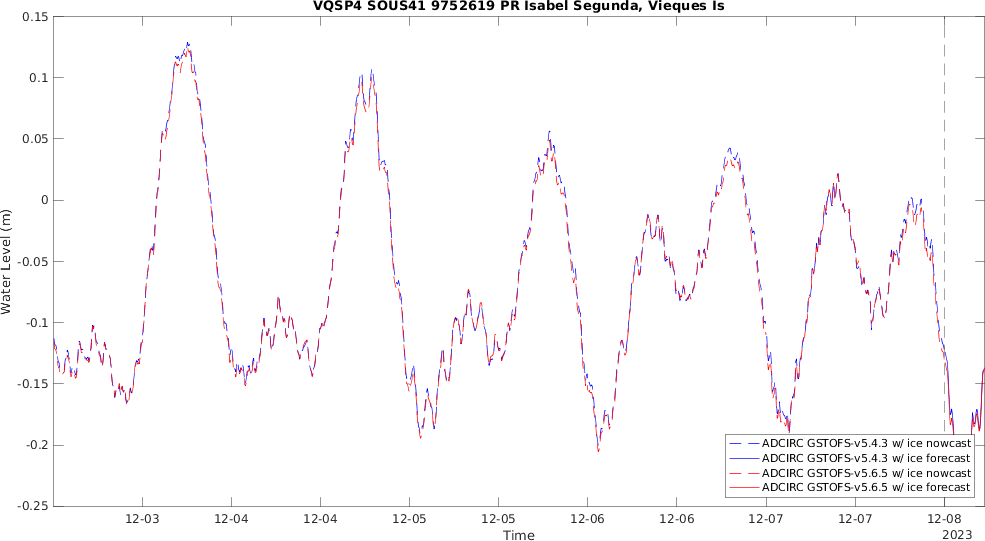 VQSP4 SOUS41 9752619 PR Isabel Segunda, Vieques Is
0.15
0.1
0.05
0
-0.05
-0.1
-0.15
-0.2
-0.25
Water Level (m)
ADCIRC GSTOFS-v5.4.3 w/ ice nowcast
ADCIRC GSTOFS-v5.4.3 w/ ice forecast
ADCIRC GSTOFS-v5.6.5 w/ ice nowcast
ADCIRC GSTOFS-v5.6.5 w/ ice forecast
12-03 12-04 12-04 12-05 12-05 12-06 12-06 12-07 12-07 12-08
Time 2023